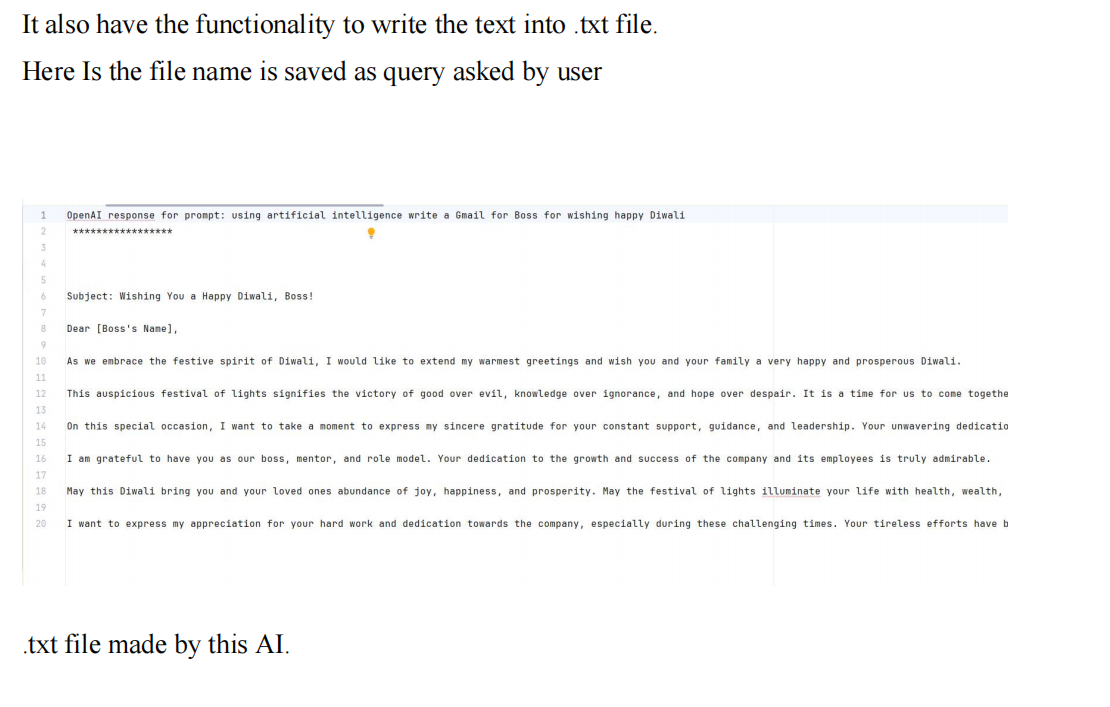 It also have the functionality to write the text into .txt file.
Here Is the file name is saved as query asked by user
1 OpenAI response for prompt: using artificial intelligence write a Gmail for Boss for wishing happy Diwali
2 *****************
3
4
5
6 Subject: Wishing You a Happy Diwali, Boss!
7
8 Dear [Boss's Name],
9
10 As we embrace the festive spirit of Diwali, I would like to extend my warmest greetings and wish you and your family a very happy and prosperous Diwali.
11
12 This auspicious festival of lights signifies the victory of good over evil, knowledge over ignorance, and hope over despair. It is a time for us to come togethe
13
14 On this special occasion, I want to take a moment to express my sincere gratitude for your constant support, guidance, and leadership. Your unwavering dedicatio
15
16 I am grateful to have you as our boss, mentor, and role model. Your dedication to the growth and success of the company and its employees is truly admirable.
17
18 May this Diwali bring you and your loved ones abundance of joy, happiness, and prosperity. May the festival of lights illuminate your life with health, wealth,
19
20 I want to express my appreciation for your hard work and dedication towards the company, especially during these challenging times. Your tireless efforts have b
.txt file made by this AI.